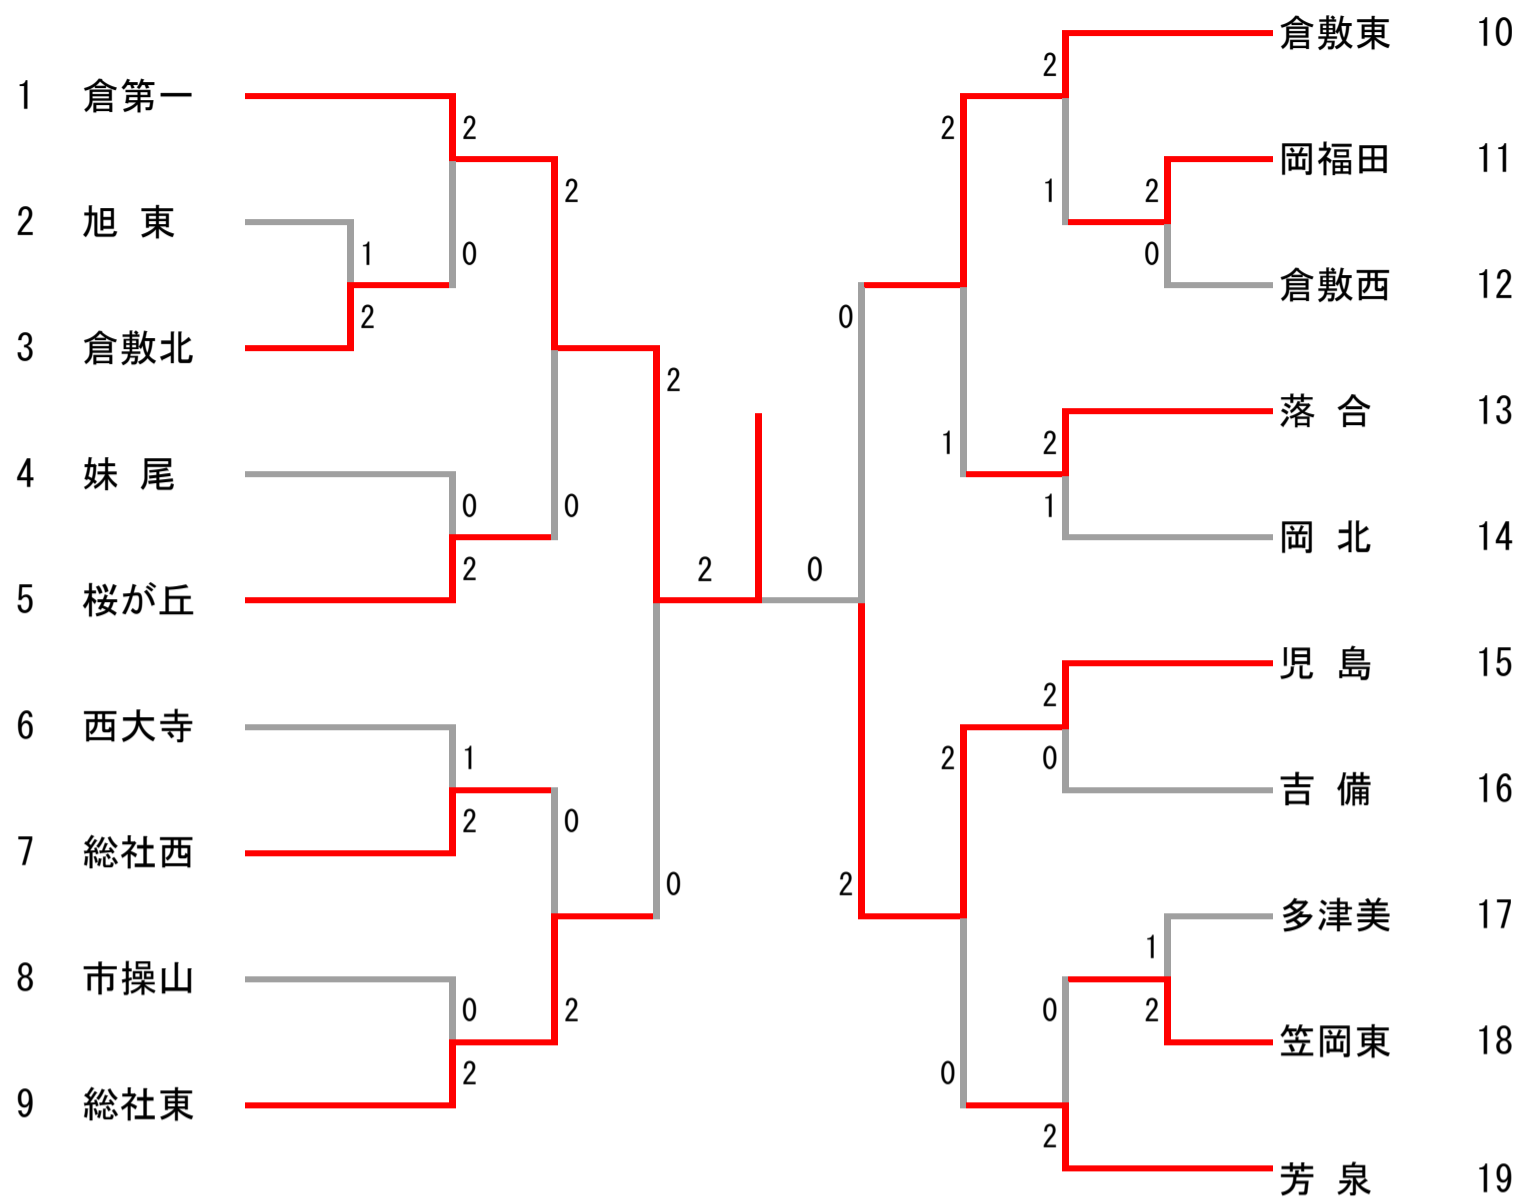 倉敷東 10
2
1 倉第一
2
2
岡福田 11
2
1
2
2 旭 東
1
0
0
倉敷西 12
2
0
3 倉敷北
2
落 合 13
1
2
4 妹 尾
0
0
1
岡 北 14
2
2
0
5 桜が丘
児 島 15
2
6 西大寺
1
2
0
吉 備 16
2
0
7 総社西
0
2
多津美 17
1
8 市操山
0
2
0
2
笠岡東 18
2
0
9 総社東
2
芳 泉 19